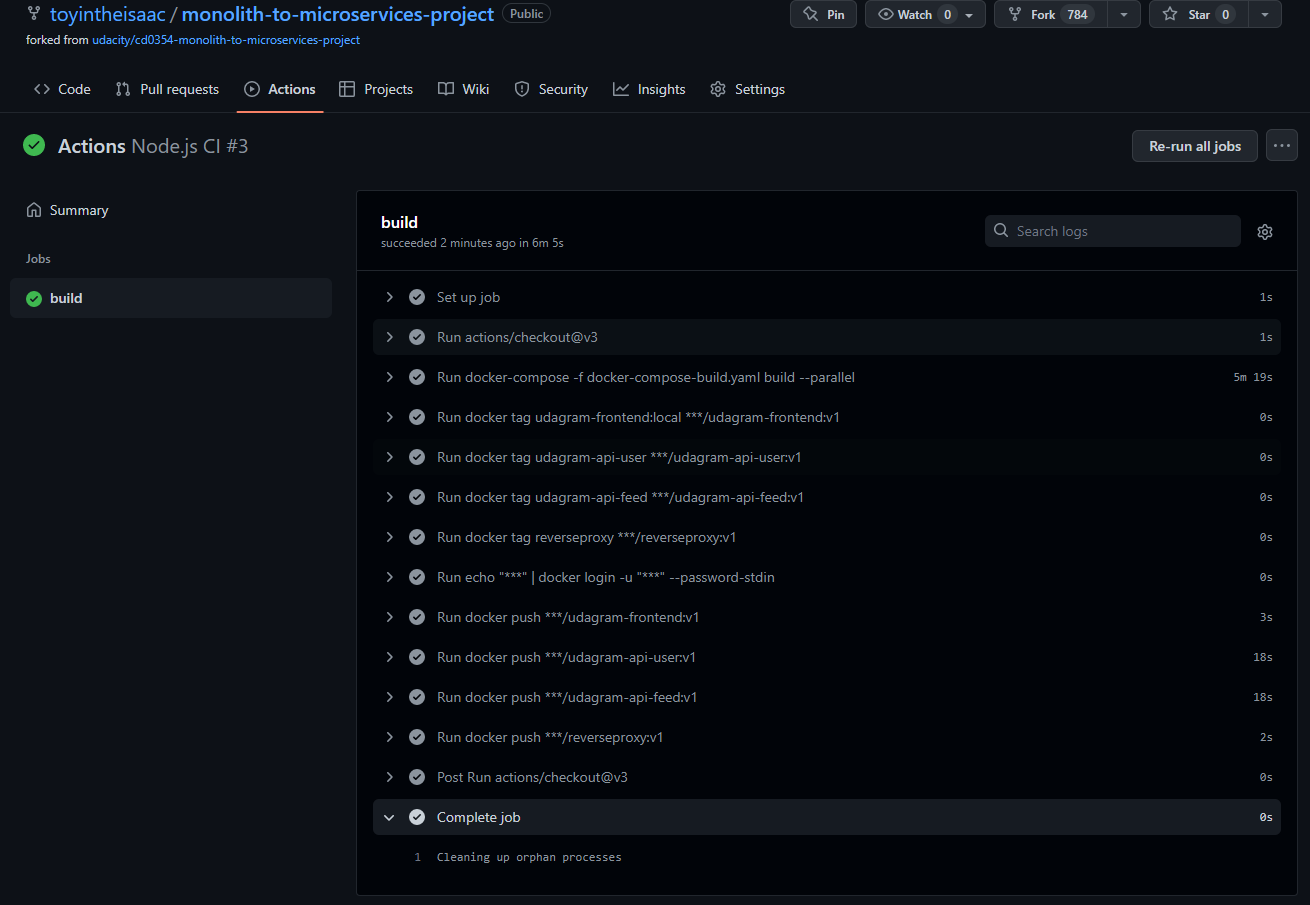 toyintheisaac / monolith-to-microservices-project Public
Pin Watch 0 Fork 784 Star 0
forked from udacity/cd0354-monolith-to-microservices-project
Code Pull requests Actions Projects Wiki Security Insights Settings
Actions Node.js CI #3
Re-run all jobs
Summary
Jobs
build
build
succeeded 2 minutes ago in 6m 5s
Search logs
Set up job 1s
Run actions/checkout@v3 1s
Run docker-compose -f docker-compose-build.yaml build --parallel 5m 19s
Run docker tag udagram-frontend:local ***/udagram-frontend:v1 0s
Run docker tag udagram-api-user ***/udagram-api-user:v1 0s
Run docker tag udagram-api-feed ***/udagram-api-feed:v1 0s
Run docker tag reverseproxy ***/reverseproxy:v1 0s
Run echo "***" | docker login -u "***" --password-stdin 0s
Run docker push ***/udagram-frontend:v1 3s
Run docker push ***/udagram-api-user:v1 18s
Run docker push ***/udagram-api-feed:v1 18s
Run docker push ***/reverseproxy:v1 2s
Post Run actions/checkout@v3 0s
Complete job 0s
1 Cleaning up orphan processes